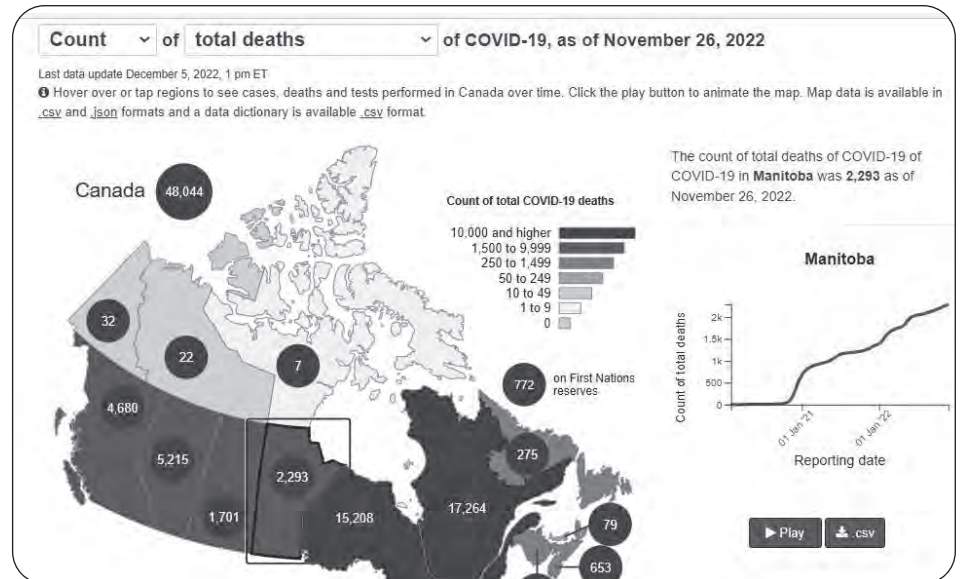 Count of total deaths of COVID-19, as of November 26, 2022
Last data update December 5, 2022, 1 pm ET
Hover over or tap regions to see cases, deaths and tests performed in Canada over time. Click the play button to animate the map. Map data is available in
.csv and .json formats and a data dictionary is available .csv format.
Canada 48,044
Count of total COVID-19 deaths
10,000 and higher
1,500 to 9,999
250 to 1,499
50 to 249
10 to 49
1 to 9
0
32
22
7
772 on First Nations
reserves
4,680
5,215
1,701
2,293
15,208
17,264
275
79
653
The count of total deaths of COVID-19 of
COVID-19 in Manitoba was 2,293 as of
November 26, 2022.
Manitoba
Count of total deaths
2k
1.5k
1k
500
0
01 Jan '21
01 Jan '22
Reporting date
Play
.csv